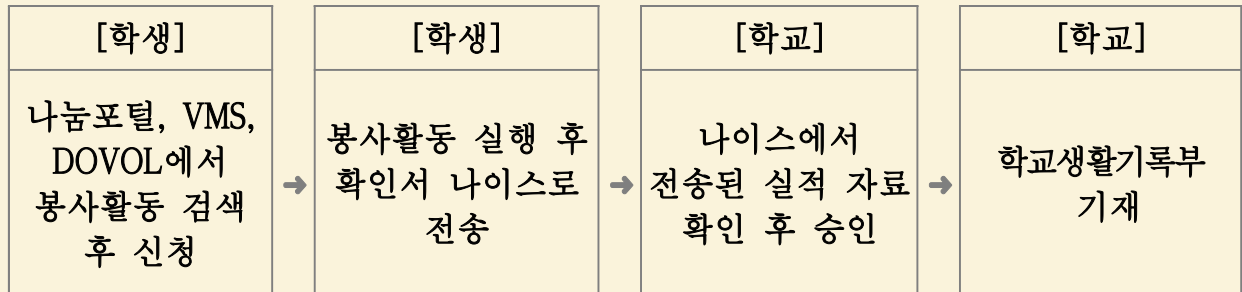 [학생]
나눔포털, VMS,
DOVOL에서
봉사활동 검색
후 신청
➜
[학생]
봉사활동 실행 후
확인서 나이스로
전송
➜
[학교]
나이스에서
전송된 실적 자료
확인 후 승인
➜
[학교]
학교생활기록부
기재